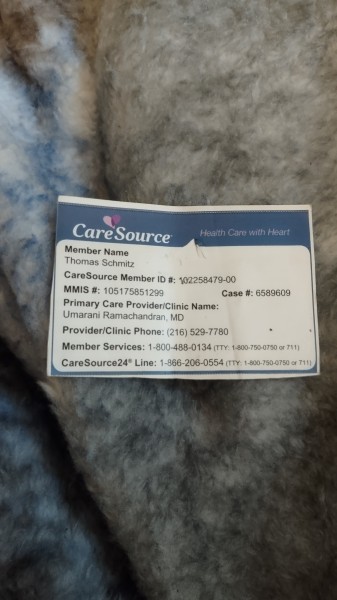 CareSource Health Care with Heart
Member Name
Thomas Schmitz
CareSource Member ID #: 102258479-00
MMIS #: 105175851299 Case #: 6589609
Primary Care Provider/Clinic Name:
Umarani Ramachandran, MD
Provider/Clinic Phone: (216) 529-7780
Member Services: 1-800-488-0134 (TTY: 1-800-750-0750 or 711)
CareSource24® Line: 1-866-206-0554 (TTY: 1-800-750-0750 or 711)